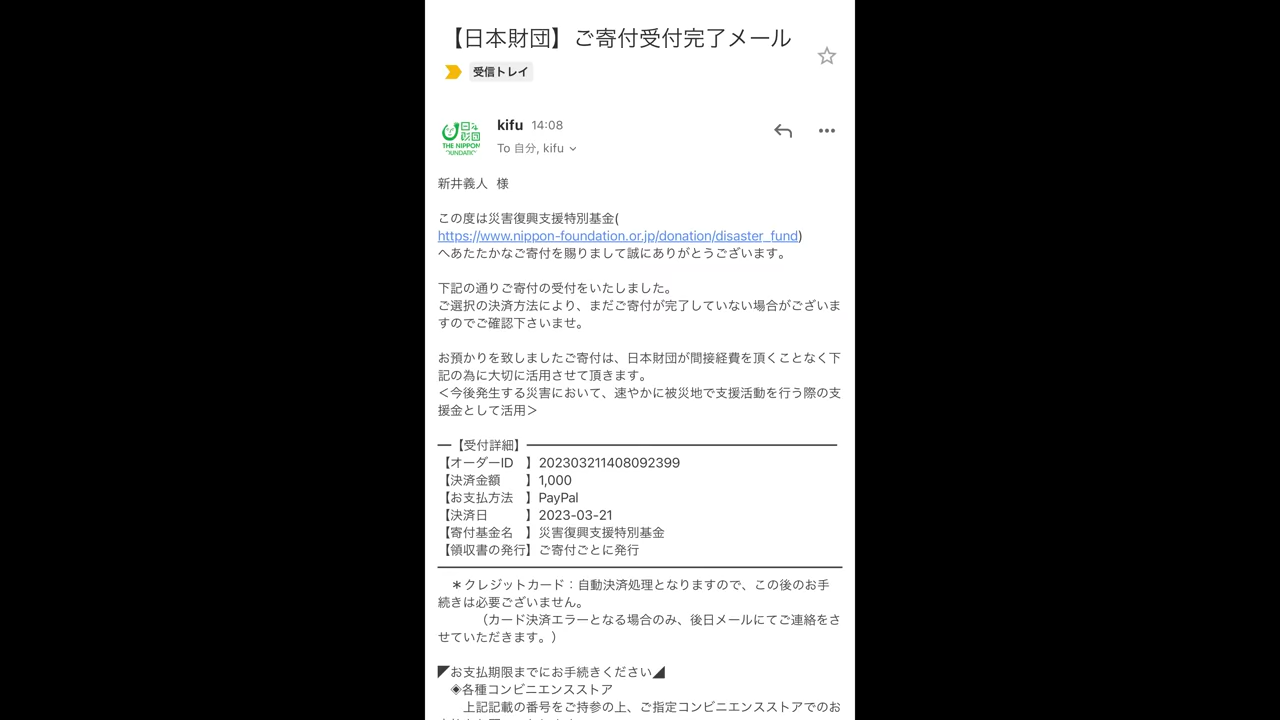 【日本財団】ご寄付受付完了メール
受信トレイ
kifu 14:08
To 自分, kifu
日本財団
THE NIPPON
FOUNDATION
新井義人 様
この度は災害復興支援特別基金(
https://www.nippon-foundation.or.jp/donation/disaster_fund)
へあたたかなご寄付を賜りまして誠にありがとうございます。
下記の通りご寄付の受付をいたしました。
ご選択の決済方法により、まだご寄付が完了していない場合がございま
すのでご確認下さいませ。
お預かりを致しましたご寄付は、日本財団が間接経費を頂くことなく下
記の為に大切に活用させて頂きます。
＜今後発生する災害において、速やかに被災地で支援活動を行う際の支
援金として活用＞
━【受付詳細】━━━━━━━━━━━━━━━━━━━━━━━━━
【オーダーID 】202303211408092399
【決済金額 】1,000
【お支払方法 】PayPal
【決済日 】2023-03-21
【寄付基金名 】災害復興支援特別基金
【領収書の発行】ご寄付ごとに発行
＊クレジットカード：自動決済処理となりますので、この後のお手
続きは必要ございません。
（カード決済エラーとなる場合のみ、後日メールにてご連絡をさ
せていただきます。）
◤お支払期限までにお手続きください◢
◈各種コンビニエンスストア
上記記載の番号をご持参の上、ご指定コンビニエンスストアでのお